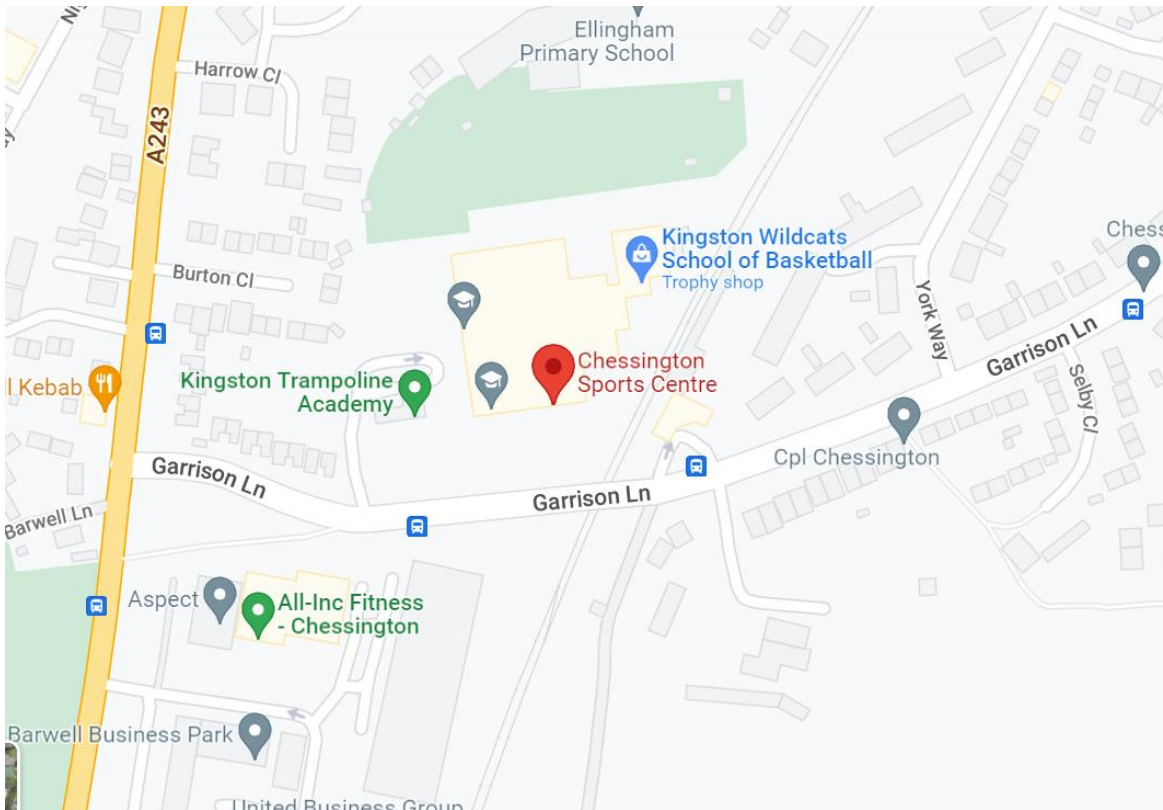 Ellingham
Primary School
Harrow Cl
A243
Kingston Wildcats
School of Basketball
Trophy shop
Chess
Burton Cl
York Way
Garrison Ln
Chessington
Sports Centre
Kingston Trampoline
Academy
l Kebab
Selby Cl
Cpl Chessington
Garrison Ln
Garrison Ln
Barwell Ln
Aspect
All-Inc Fitness
- Chessington
Barwell Business Park
United Business Group